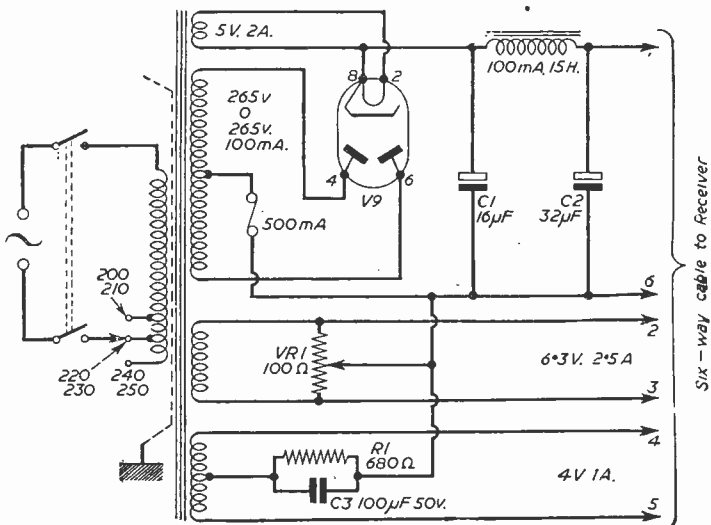 5V. 2A.
8
2
265v
0
265v.
100mA.
4
6
V9
500mA
100mA. 15H.
C1
16µF
C2
32µF
1
6
200
210
220
230
240
250
VR1
100Ω
2
6·3V. 2·5A
3
R1
680Ω
C3 100µF 50V.
4
4V 1A.
5
Six-way cable to Receiver